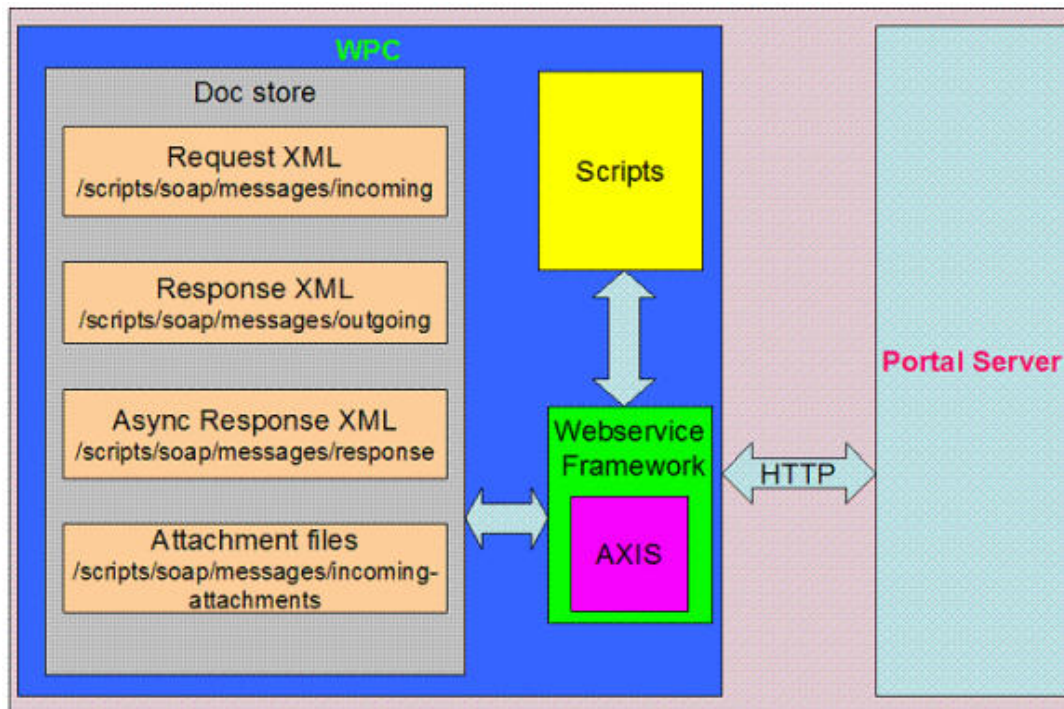 WPC
Doc store
Request XML
/scripts/soap/messages/incoming
Response XML
/scripts/soap/messages/outgoing
Async Response XML
/scripts/soap/messages/response
Attachment files
/scripts/soap/messages/incoming-
attachments
Scripts
Webservice
Framework
AXIS
HTTP
Portal Server